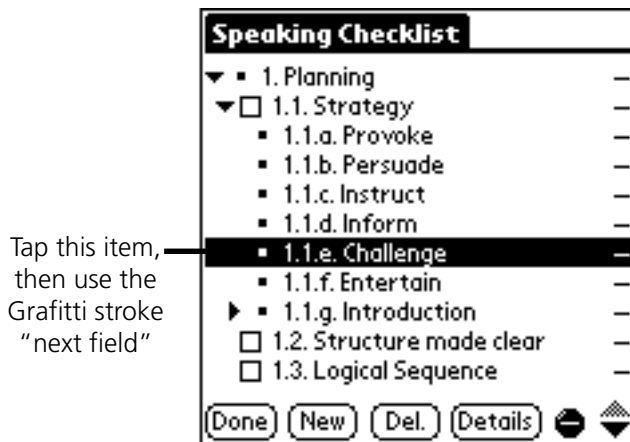 Speaking Checklist
1. Planning
1.1. Strategy
1.1.a. Provoke
1.1.b. Persuade
1.1.c. Instruct
1.1.d. Inform
1.1.e. Challenge
1.1.f. Entertain
1.1.g. Introduction
1.2. Structure made clear
1.3. Logical Sequence
Done New Del. Details
Tap this item,
then use the
Grafitti stroke
“next field”